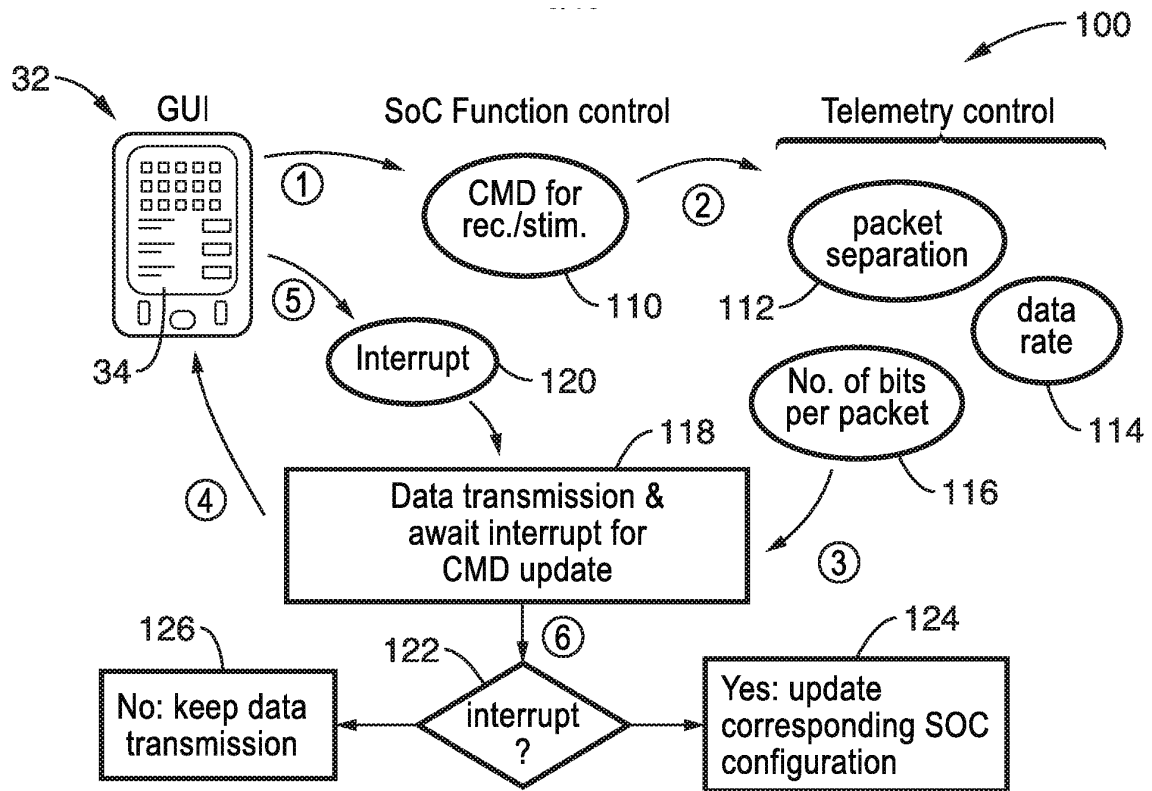 100
32
GUI
SoC Function control
Telemetry control
1
CMD for
rec./stim.
2
packet
separation
5
110
112
data
rate
34
Interrupt
120
No. of bits
per packet
114
118
116
4
Data transmission &
await interrupt for
CMD update
3
126
6
124
122
No: keep data
transmission
interrupt
?
Yes: update
corresponding SOC
configuration